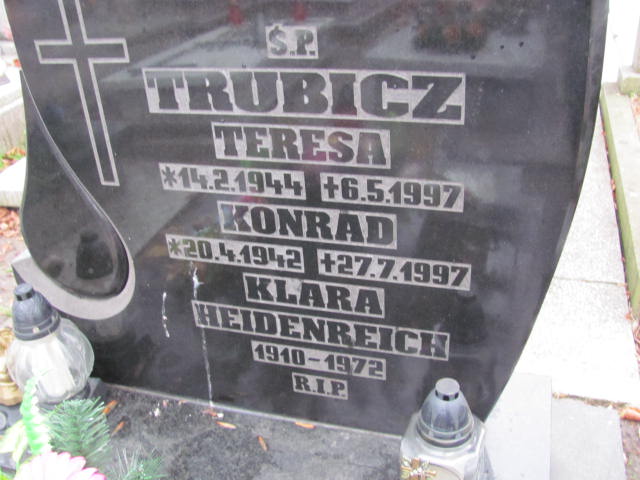 Ś.P.
TRUBICZ
TERESA
*14.2.1944 +6.5.1997
KONRAD
*20.4.1942 +27.7.1997
KLARA
HEIDENREICH
1910-1972
R.I.P.